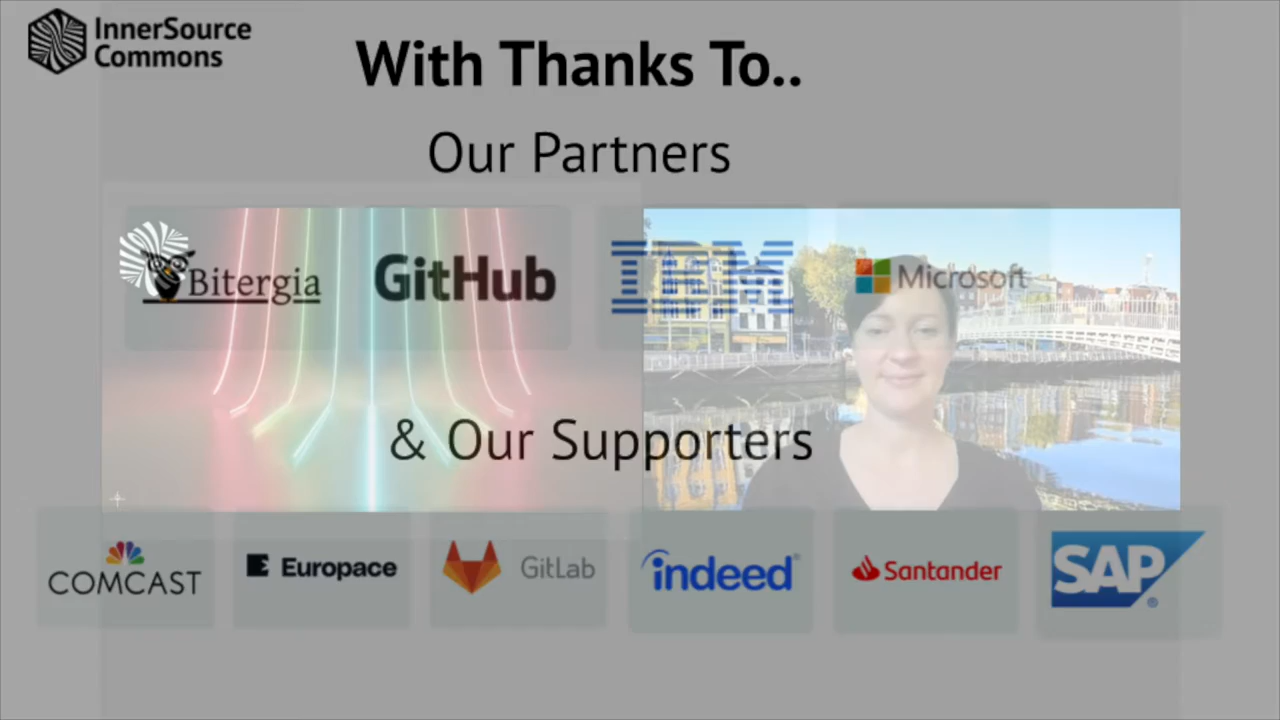 InnerSource
Commons
With Thanks To..
Our Partners
Bitergia GitHub IBM Microsoft
& Our Supporters
COMCAST Europace GitLab indeed Santander SAP